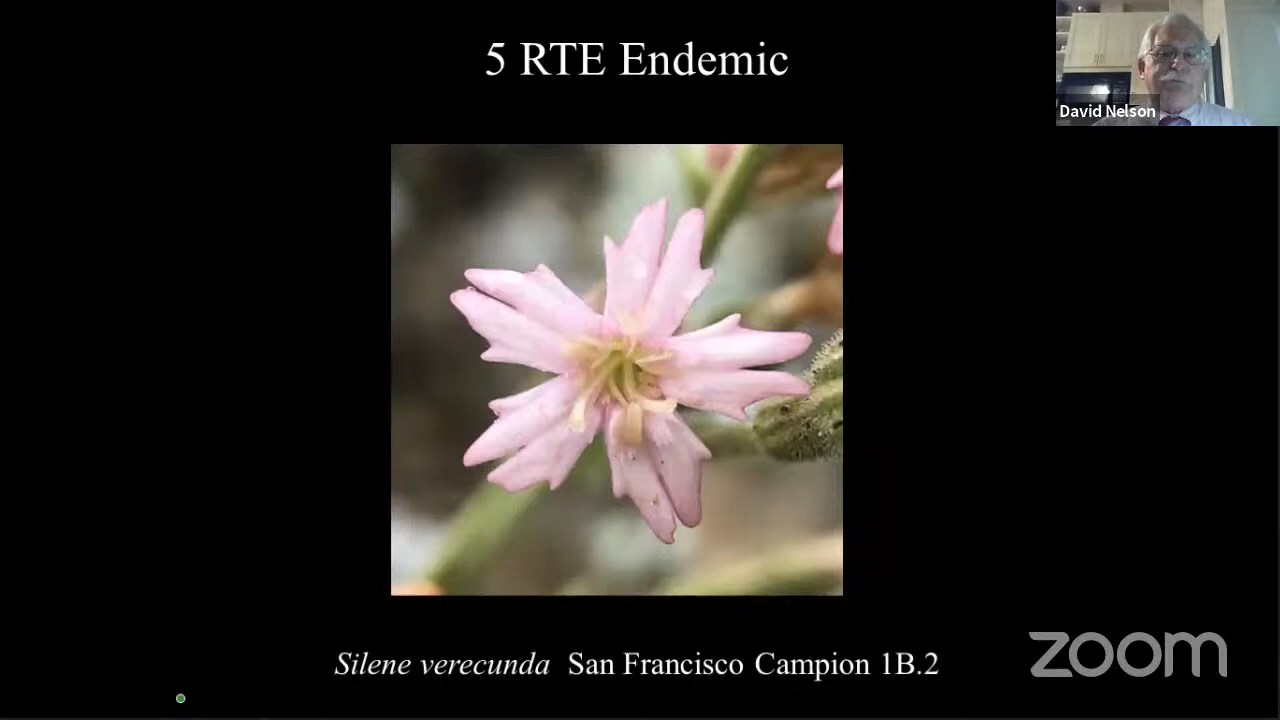 5 RTE Endemic
David Nelson
Silene verecunda San Francisco Campion 1B.2
zoom